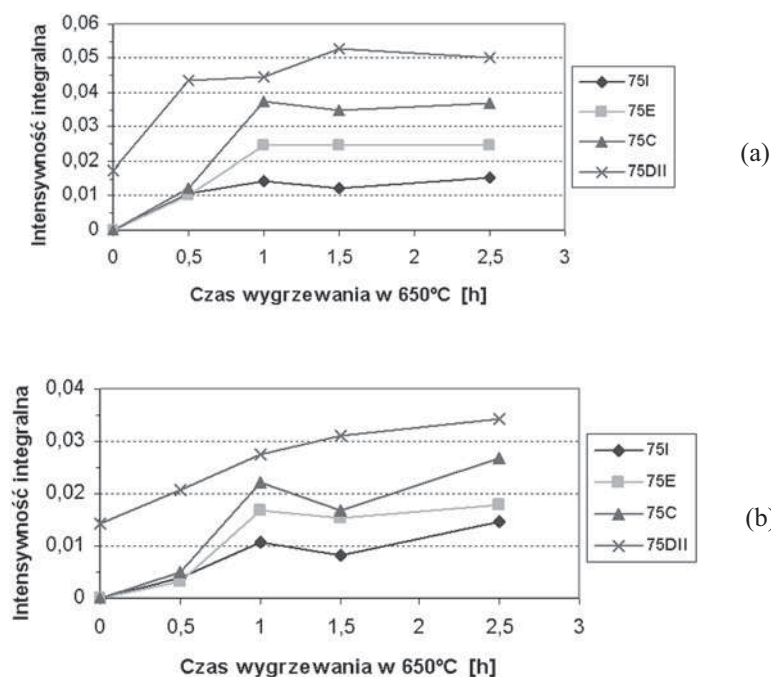 0,06
0,05
0,04
0,03
0,02
0,01
0
Intensywność integralna
0 0,5 1 1,5 2 2,5 3
Czas wygrzewania w 650ºC [h]
75I
75E
75C
75DII
(a)
0,04
0,03
0,02
0,01
0
Intensywność integralna
0 0,5 1 1,5 2 2,5 3
Czas wygrzewania w 650ºC [h]
75I
75E
75C
75DII
(b)